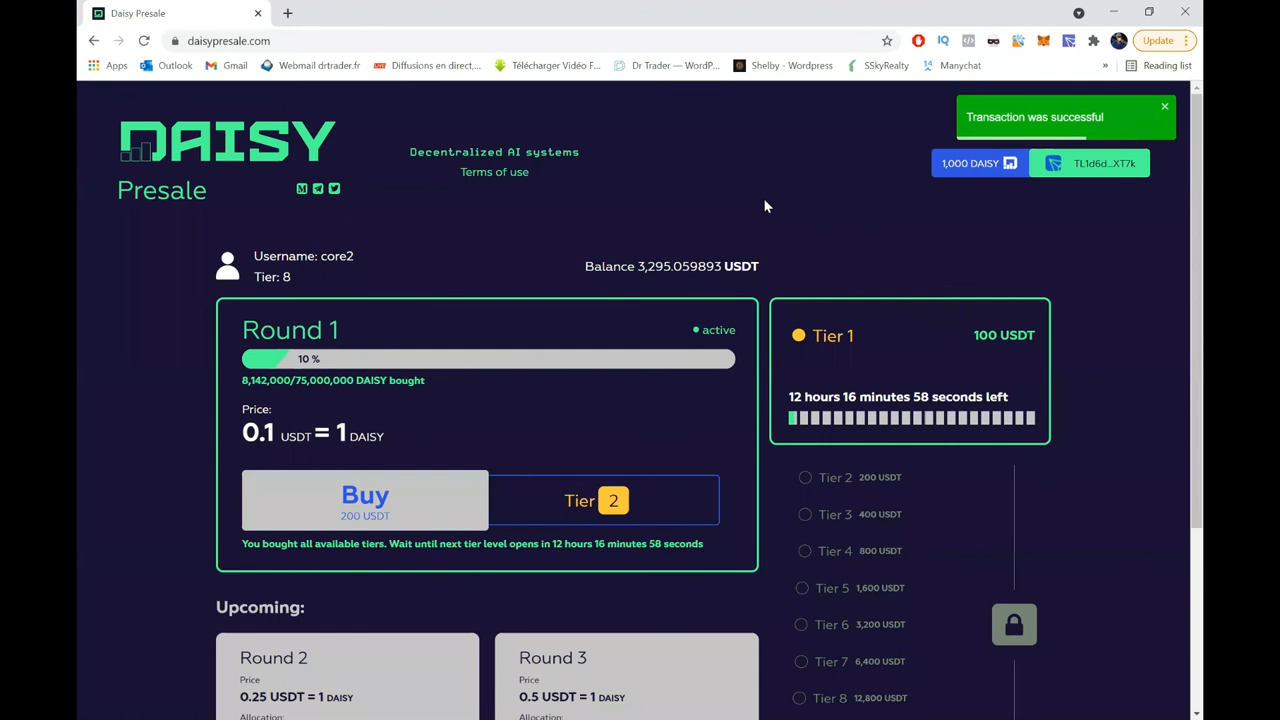 Daisy Presale
daisypresale.com
Update
Apps
Outlook
Gmail
Webmail drtrader.fr
Diffusions en direct,...
Télécharger Vidéo F...
Dr Trader — WordP...
Shelby - Wordpress
SSkyRealty
Manychat
»
Reading list
DAISY
Presale
Decentralized AI systems
Terms of use
Transaction was successful
1,000 DAISY
TL1d6d...XT7k
Username: core2
Tier: 8
Balance 3,295.059893 USDT
Round 1
active
10 %
8,142,000/75,000,000 DAISY bought
Price:
0.1 USDT = 1 DAISY
Buy
200 USDT
Tier 2
You bought all available tiers. Wait until next tier level opens in 12 hours 16 minutes 58 seconds
Tier 1 100 USDT
12 hours 16 minutes 58 seconds left
Tier 2 200 USDT
Tier 3 400 USDT
Tier 4 800 USDT
Tier 5 1,600 USDT
Tier 6 3,200 USDT
Tier 7 6,400 USDT
Tier 8 12,800 USDT
Upcoming:
Round 2
Price
0.25 USDT = 1 DAISY
Allocation:
Round 3
Price
0.5 USDT = 1 DAISY
Allocation: